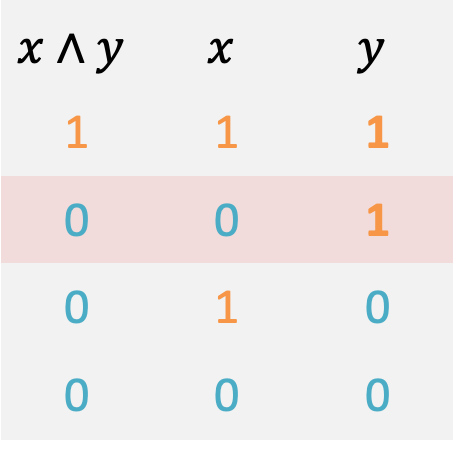 x ∧ y x y
1 1 1
0 0 1
0 1 0
0 0 0